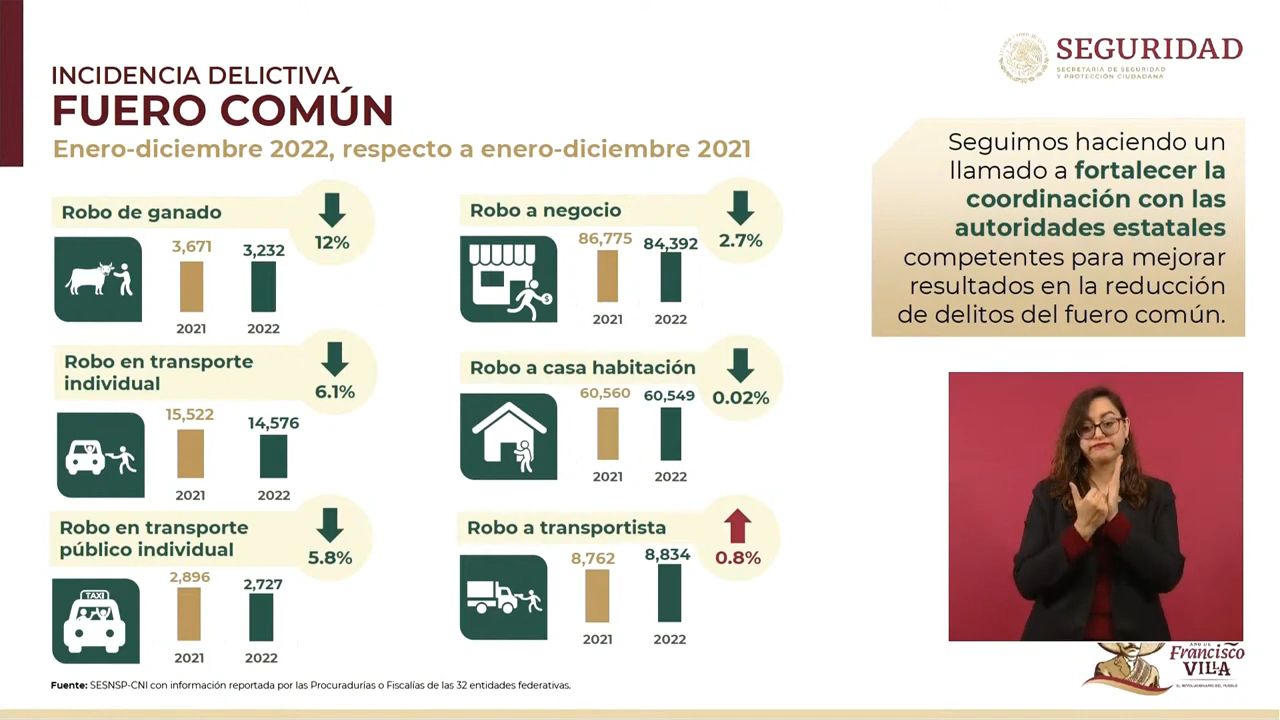 INCIDENCIA DELICTIVA
FUERO COMÚN
Enero-diciembre 2022, respecto a enero-diciembre 2021
SEGURIDAD
SECRETARÍA DE SEGURIDAD
Y PROTECCIÓN CIUDADANA
Robo de ganado
12%
3,671
3,232
2021
2022
Robo en transporte
individual
6.1%
15,522
14,576
2021
2022
Robo en transporte
público individual
5.8%
2,896
2,727
TAXI
2021
2022
Robo a negocio
2.7%
86,775
84,392
2021
2022
Robo a casa habitación
0.02%
60,560
60,549
2021
2022
Robo a transportista
0.8%
8,762
8,834
2021
2022
Seguimos haciendo un
llamado a fortalecer la
coordinación con las
autoridades estatales
competentes para mejorar
resultados en la reducción
de delitos del fuero común.
Francisco
VILLA
EL REVOLUCIONARIO DEL PUEBLO
Fuente: SESNSP-CNI con información reportada por las Procuradurías o Fiscalías de las 32 entidades federativas.